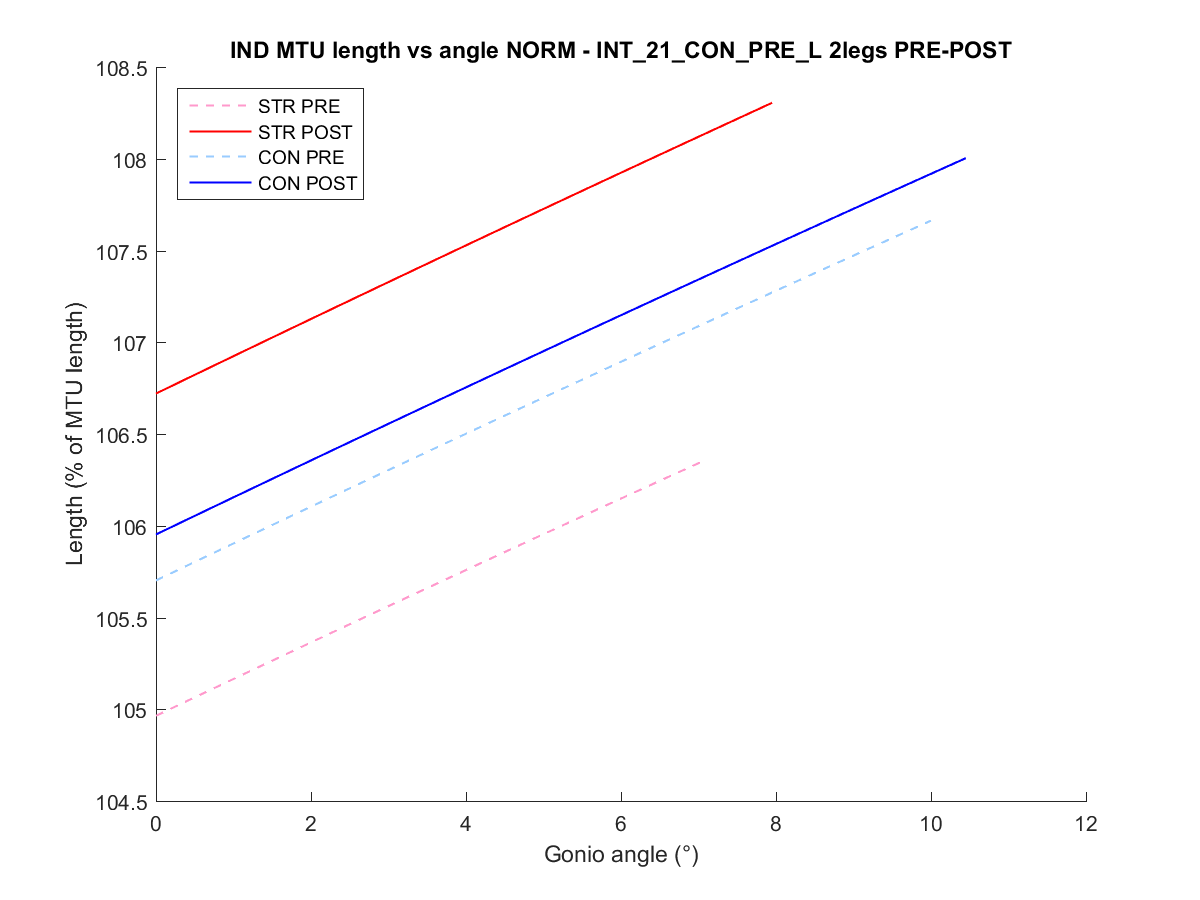 IND MTU length vs angle NORM - INT_21_CON_PRE_L 2legs PRE-POST
STR PRE
STR POST
CON PRE
CON POST
Length (% of MTU length)
108.5
108
107.5
107
106.5
106
105.5
105
104.5
0 2 4 6 8 10 12
Gonio angle (°)